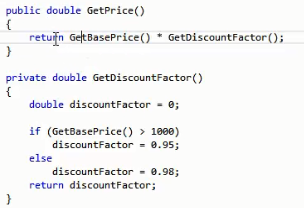 public double GetPrice()
{
    return GetBasePrice() * GetDiscountFactor();
}
private double GetDiscountFactor()
{
    double discountFactor = 0;
    if (GetBasePrice() > 1000)
        discountFactor = 0.95;
    else
        discountFactor = 0.98;
    return discountFactor;
}